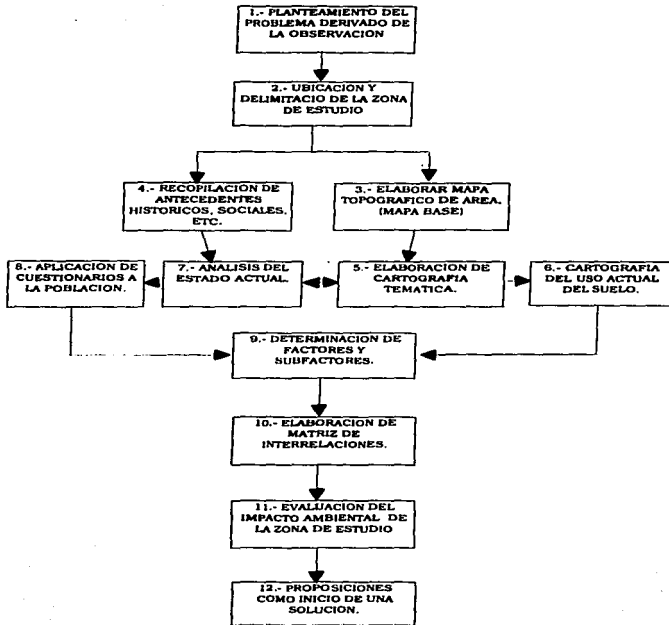 1.- PLANTEAMIENTO DEL
PROBLEMA DERIVADO DE
LA OBSERVACION
2.- UBICACION Y
DELIMITACIO DE LA ZONA
DE ESTUDIO
4.- RECOPILACION DE
ANTECEDENTES
HISTORICOS, SOCIALES,
ETC.
3.- ELABORAR MAPA
TOPOGRAFICO DE AREA.
(MAPA BASE)
8.- APLICACION DE
CUESTIONARIOS A
LA POBLACION.
7.- ANALISIS DEL
ESTADO ACTUAL.
5.- ELABORACION DE
CARTOGRAFIA
TEMATICA.
6.- CARTOGRAFIA
DEL USO ACTUAL
DEL SUELO.
9.- DETERMINACION DE
FACTORES Y
SUBFACTORES.
10.- ELABORACION DE
MATRIZ DE
INTERRELACIONES.
11.- EVALUACION DEL
IMPACTO AMBIENTAL DE
LA ZONA DE ESTUDIO
12.- PROPOSICIONES
COMO INICIO DE UNA
SOLUCION.